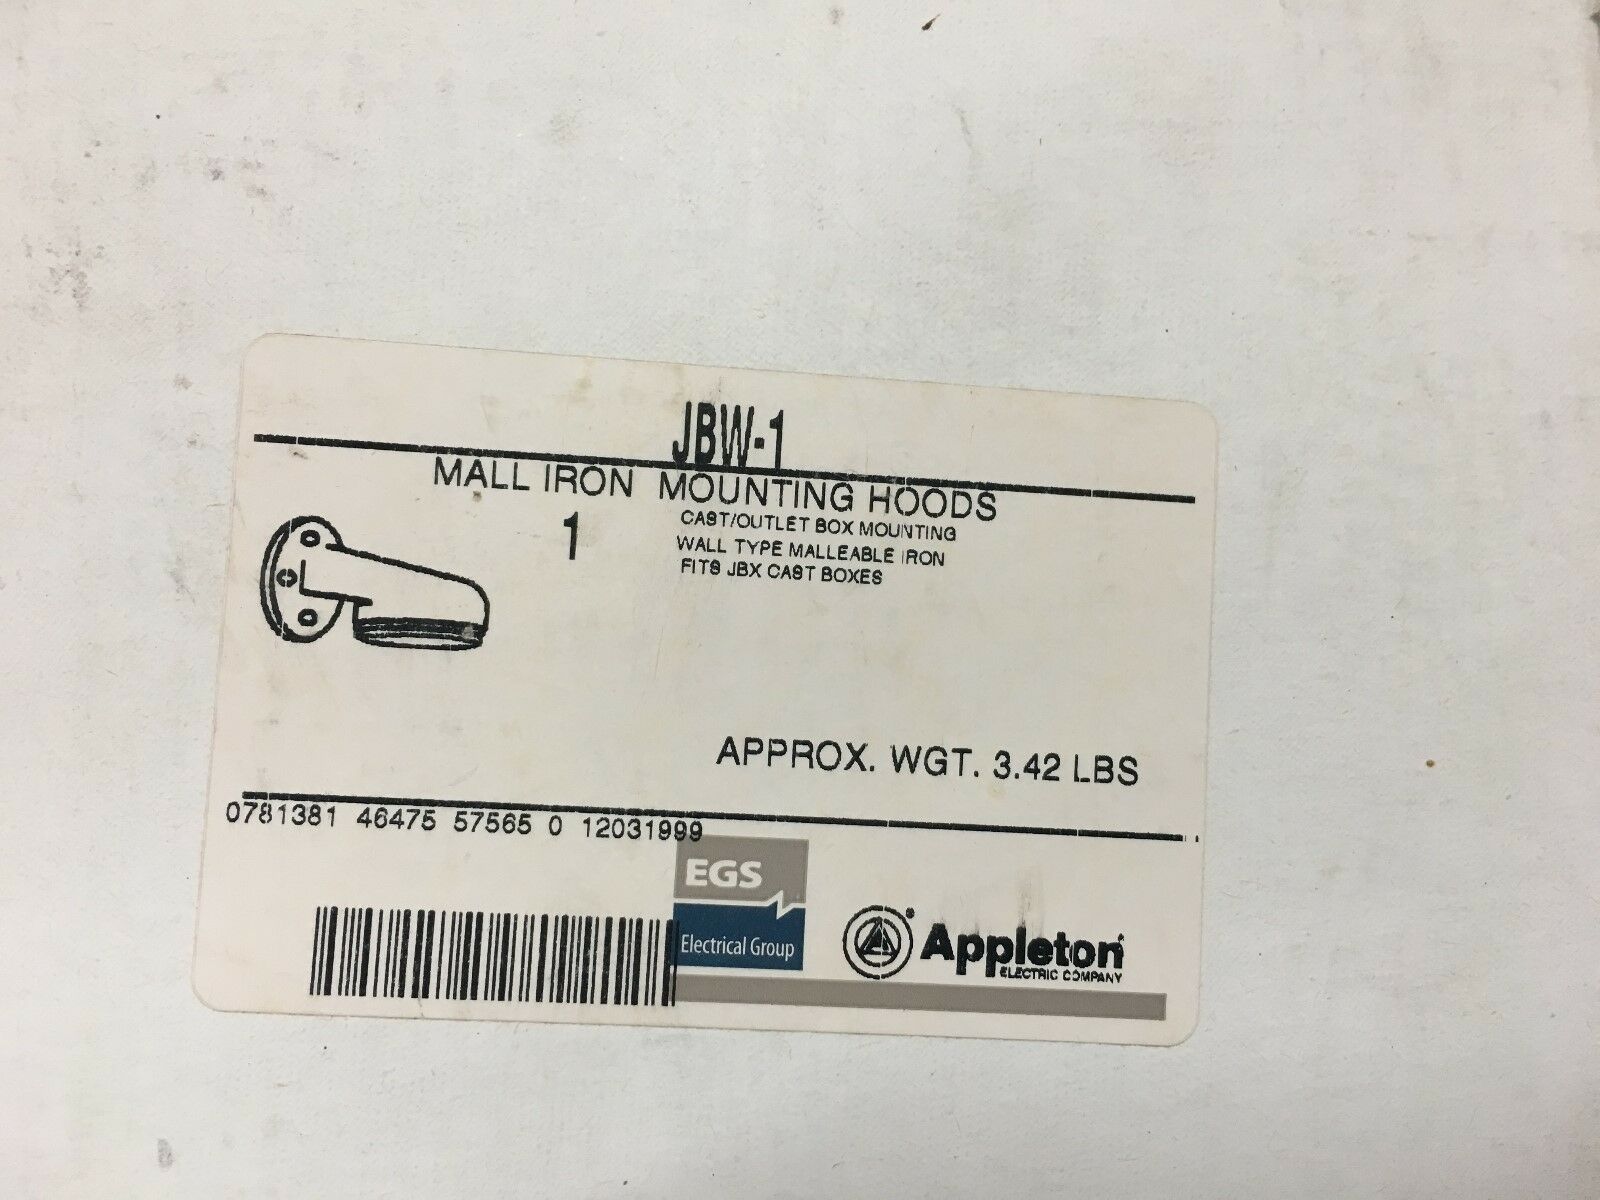 JBW-1
MALL IRON MOUNTING HOODS
1
CAST/OUTLET BOX MOUNTING
WALL TYPE MALLEABLE IRON
FITS JBX CAST BOXES
APPROX. WGT. 3.42 LBS
0781381 46475 57565 0 12031999
EGS
Electrical Group
Appleton
ELECTRIC COMPANY